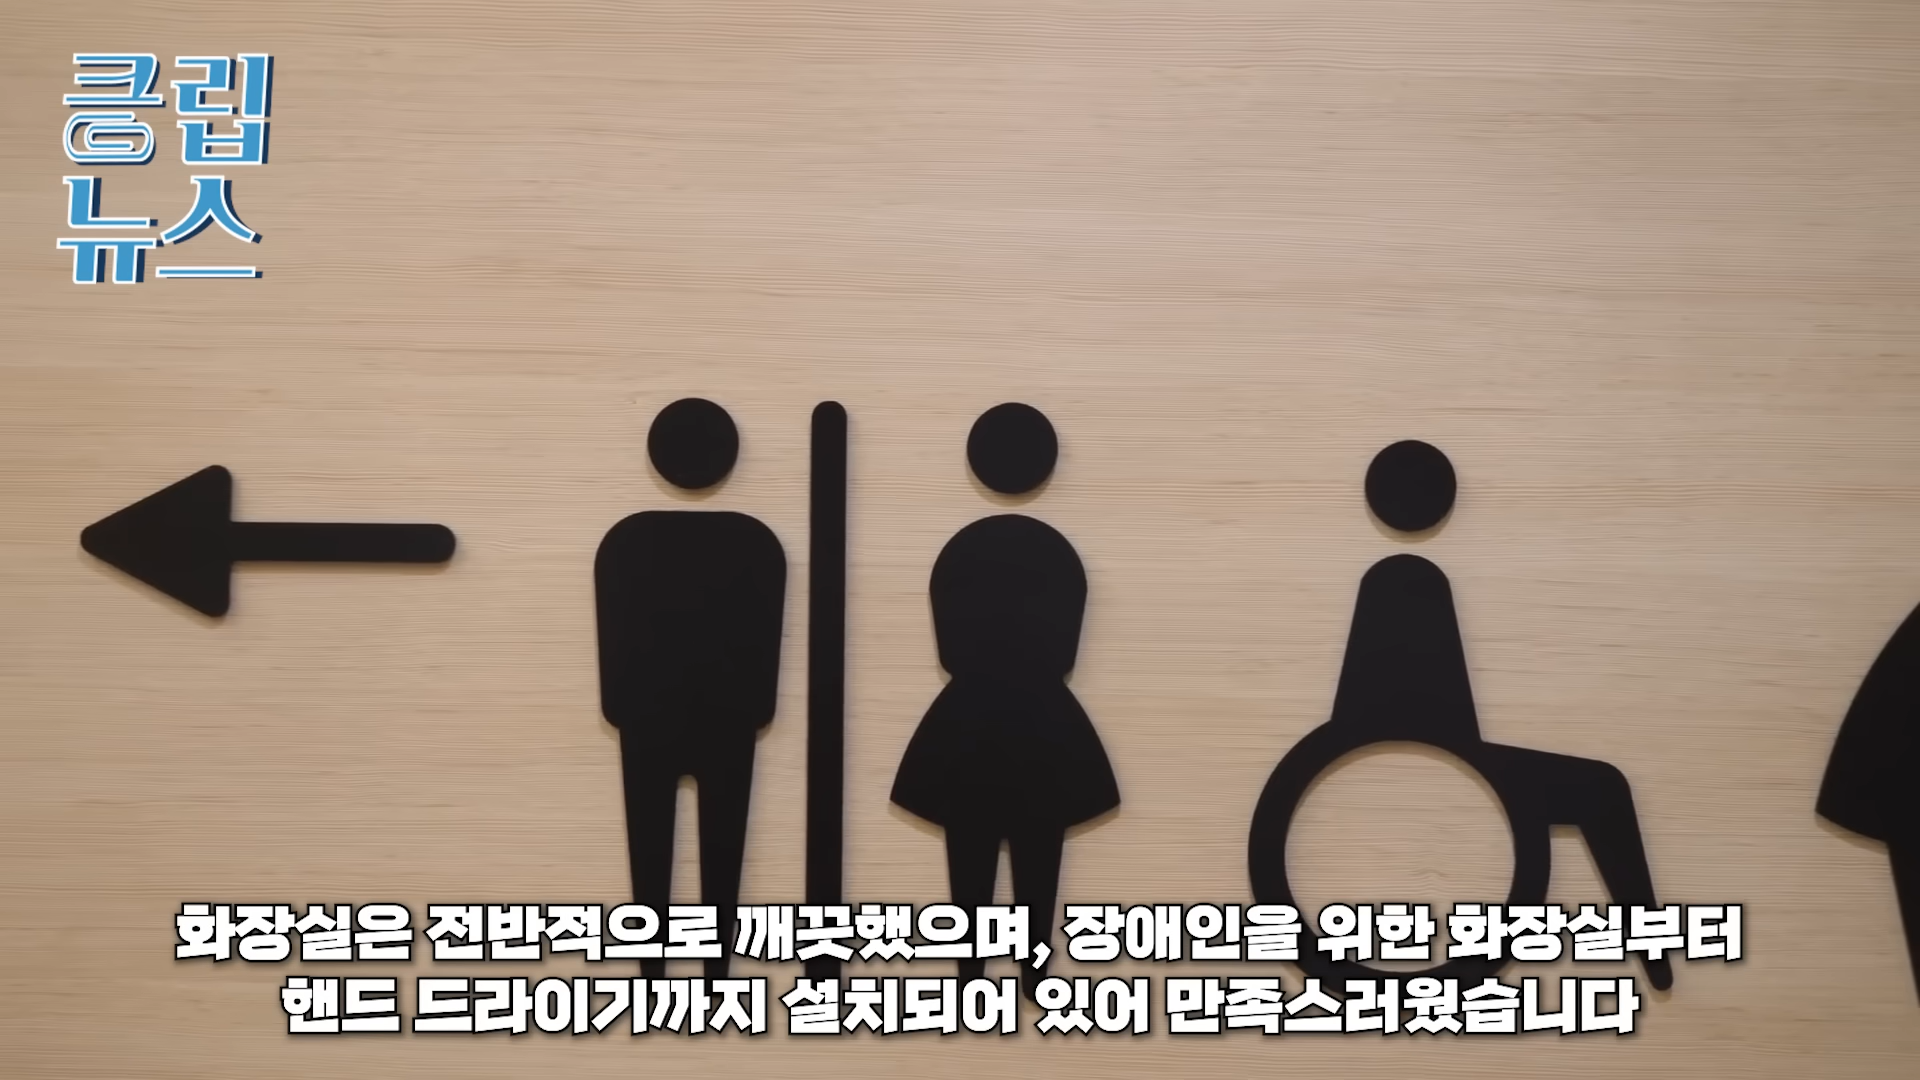 클립
뉴스
화장실은 전반적으로 깨끗했으며, 장애인을 위한 화장실부터
핸드 드라이기까지 설치되어 있어 만족스러웠습니다